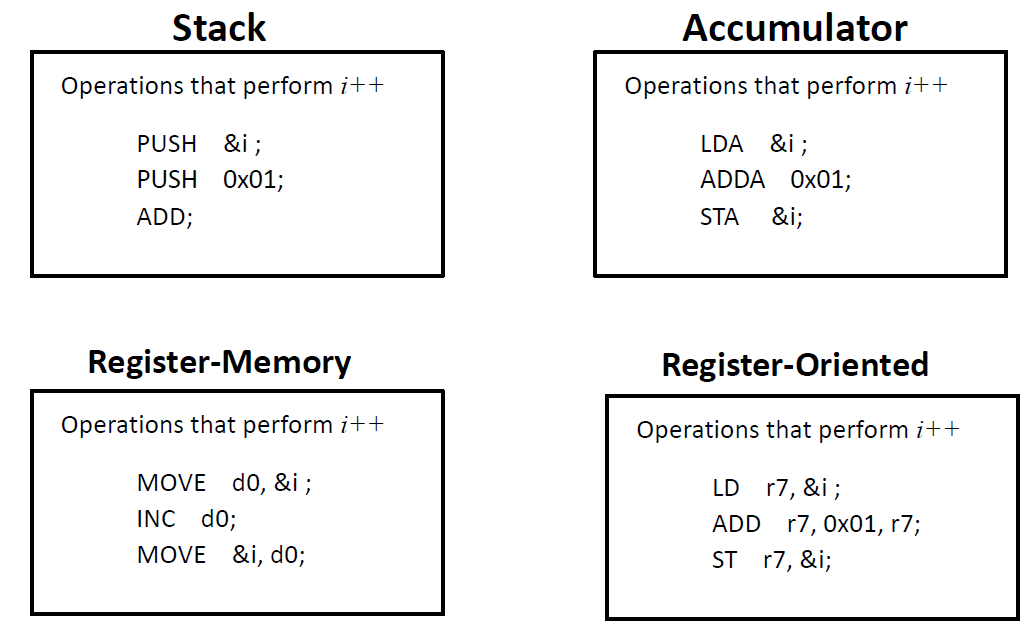 Stack
Operations that perform i++
PUSH &i ;
PUSH 0x01;
ADD;
Accumulator
Operations that perform i++
LDA &i ;
ADDA 0x01;
STA &i;
Register-Memory
Operations that perform i++
MOVE d0, &i ;
INC d0;
MOVE &i, d0;
Register-Oriented
Operations that perform i++
LD r7, &i ;
ADD r7, 0x01, r7;
ST r7, &i;